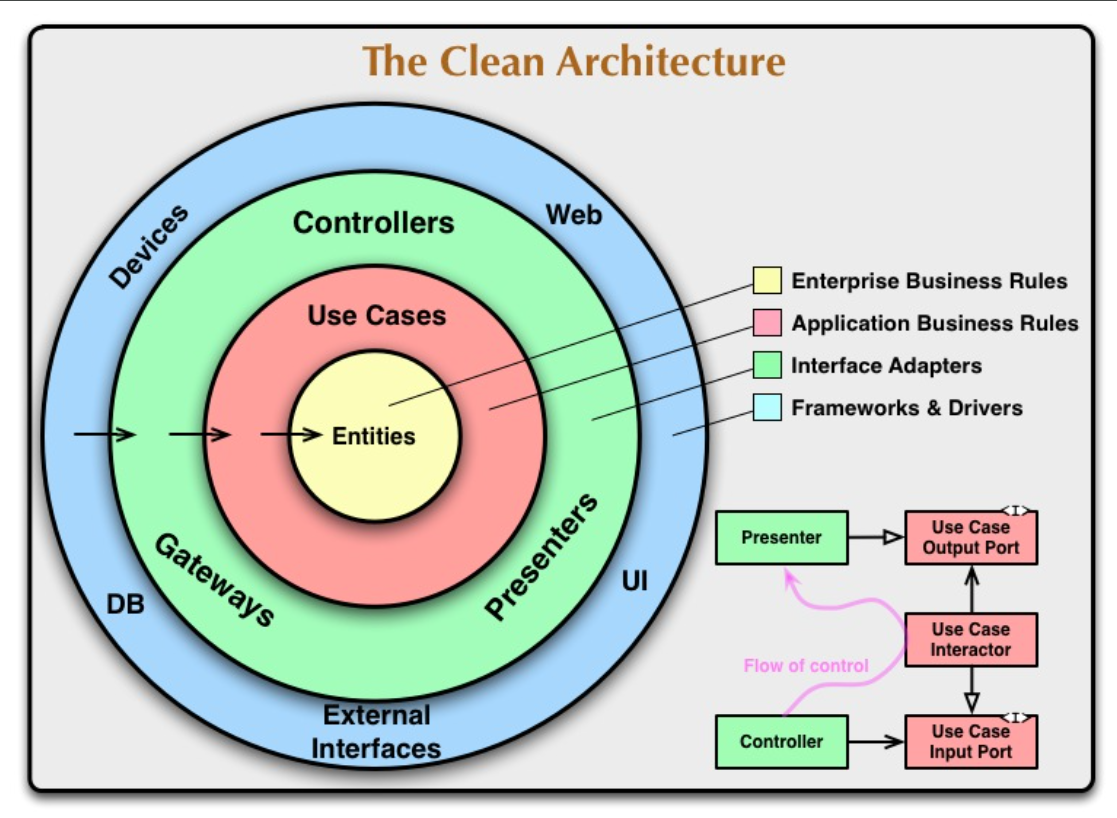 The Clean Architecture
Devices
Controllers
Web
Use Cases
Entities
Gateways
Presenters
DB
UI
External
Interfaces
Enterprise Business Rules
Application Business Rules
Interface Adapters
Frameworks & Drivers
Presenter
<I>
Use Case
Output Port
Use Case
Interactor
Flow of control
Controller
<I>
Use Case
Input Port